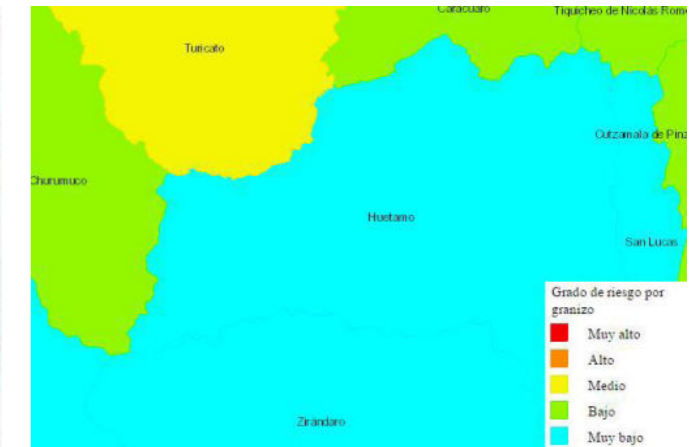 Caracuaro
Tiquicheo de Nicolás Rom
Turicato
Cutzamala de Pinz
Churumuco
Huetamo
San Lucas
Grado de riesgo por
granizo
Muy alto
Alto
Medio
Bajo
Muy bajo
Zirándaro